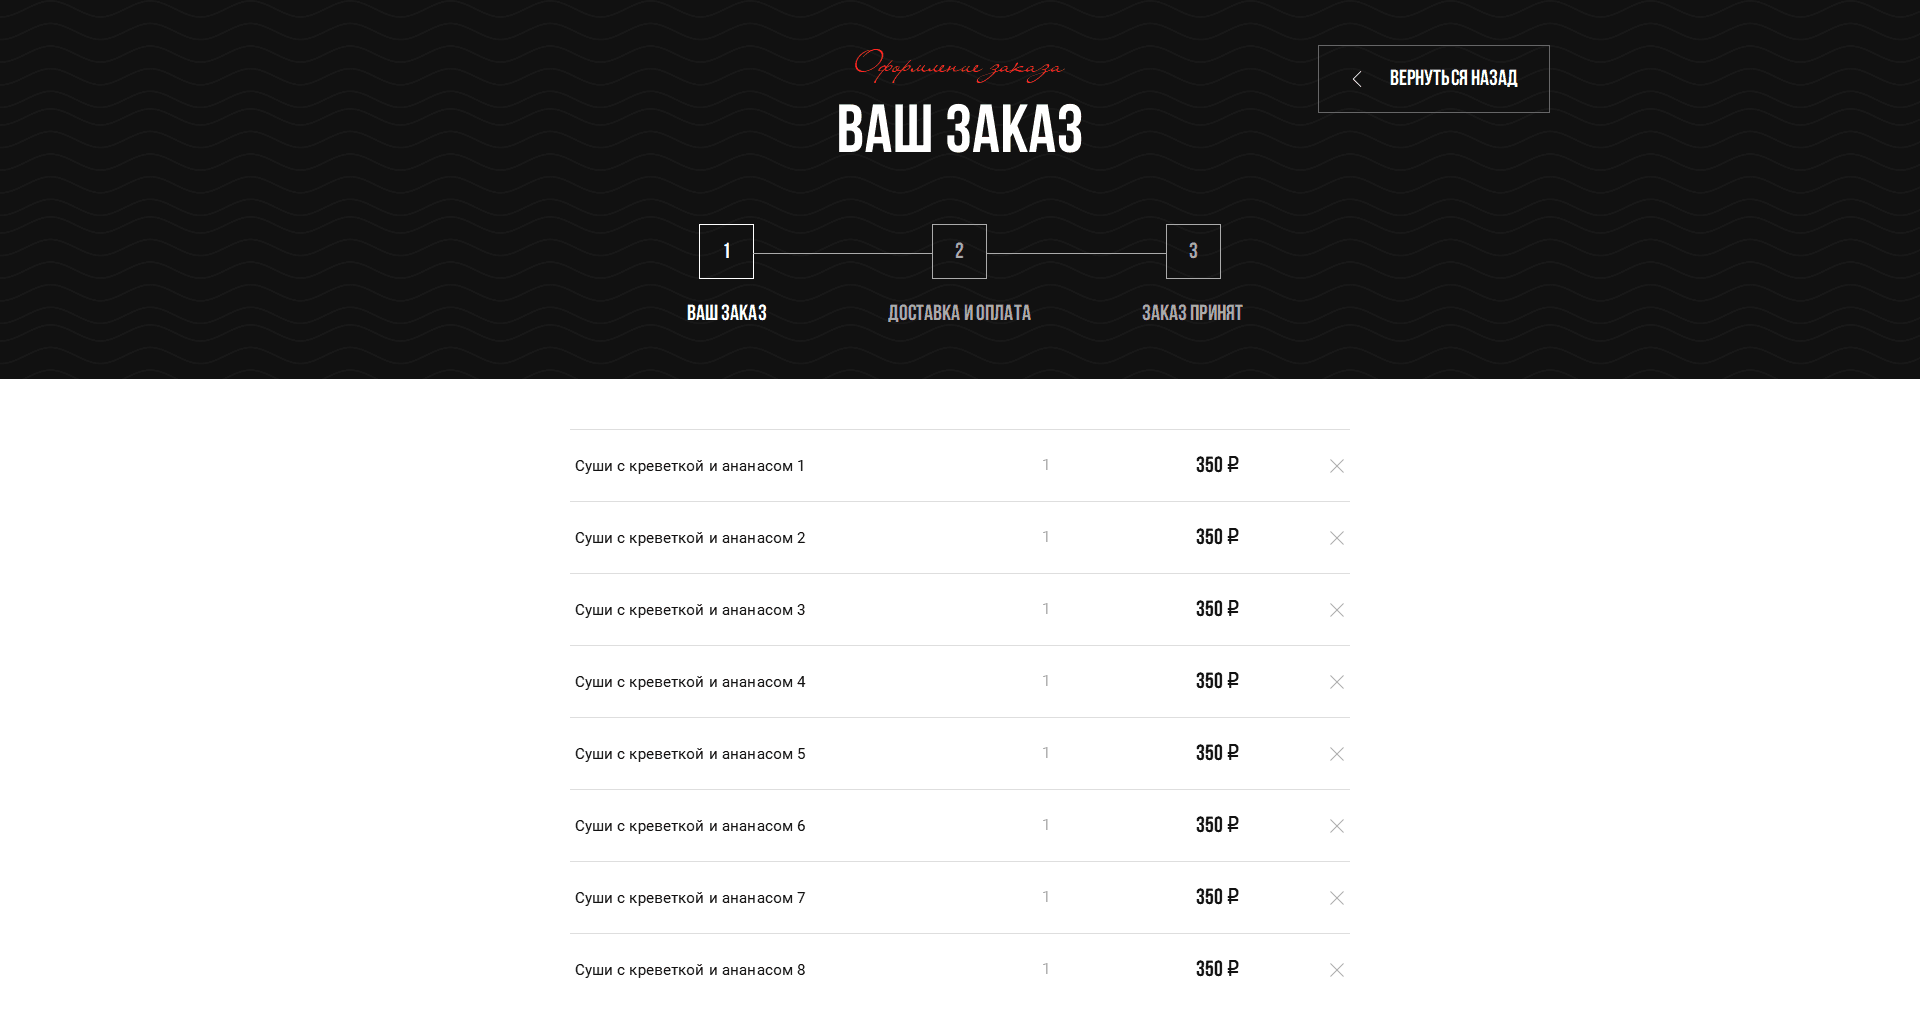 Оформление заказа
ВАШ ЗАКАЗ
ВЕРНУТЬСЯ НАЗАД
1 2 3
ВАШ ЗАКАЗ ДОСТАВКА И ОПЛАТА ЗАКАЗ ПРИНЯТ
Суши с креветкой и ананасом 1 1 350 ₽
Суши с креветкой и ананасом 2 1 350 ₽
Суши с креветкой и ананасом 3 1 350 ₽
Суши с креветкой и ананасом 4 1 350 ₽
Суши с креветкой и ананасом 5 1 350 ₽
Суши с креветкой и ананасом 6 1 350 ₽
Суши с креветкой и ананасом 7 1 350 ₽
Суши с креветкой и ананасом 8 1 350 ₽